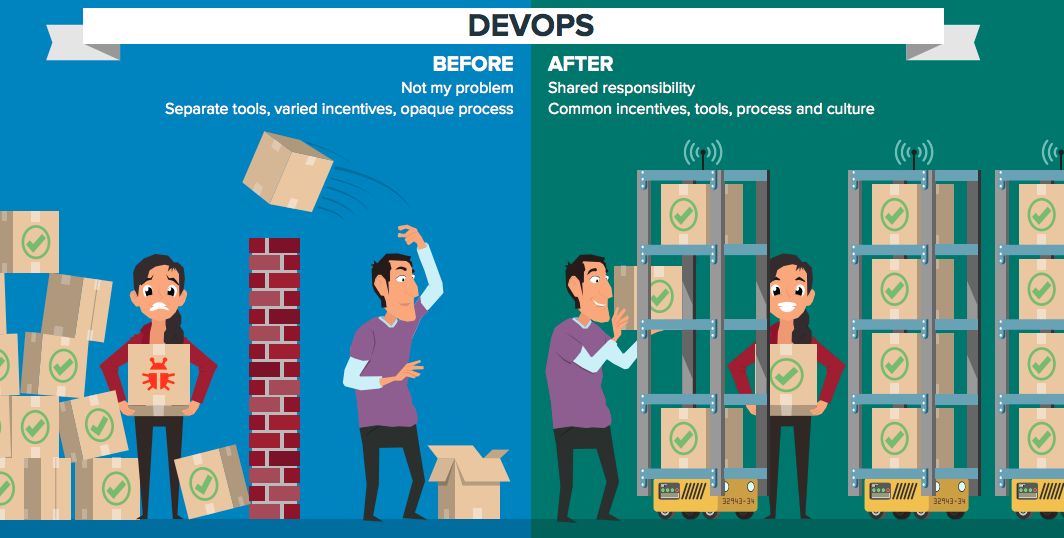 DEVOPS
BEFORE
Not my problem
Separate tools, varied incentives, opaque process
AFTER
Shared responsibility
Common incentives, tools, process and culture
32943-34
32943-34